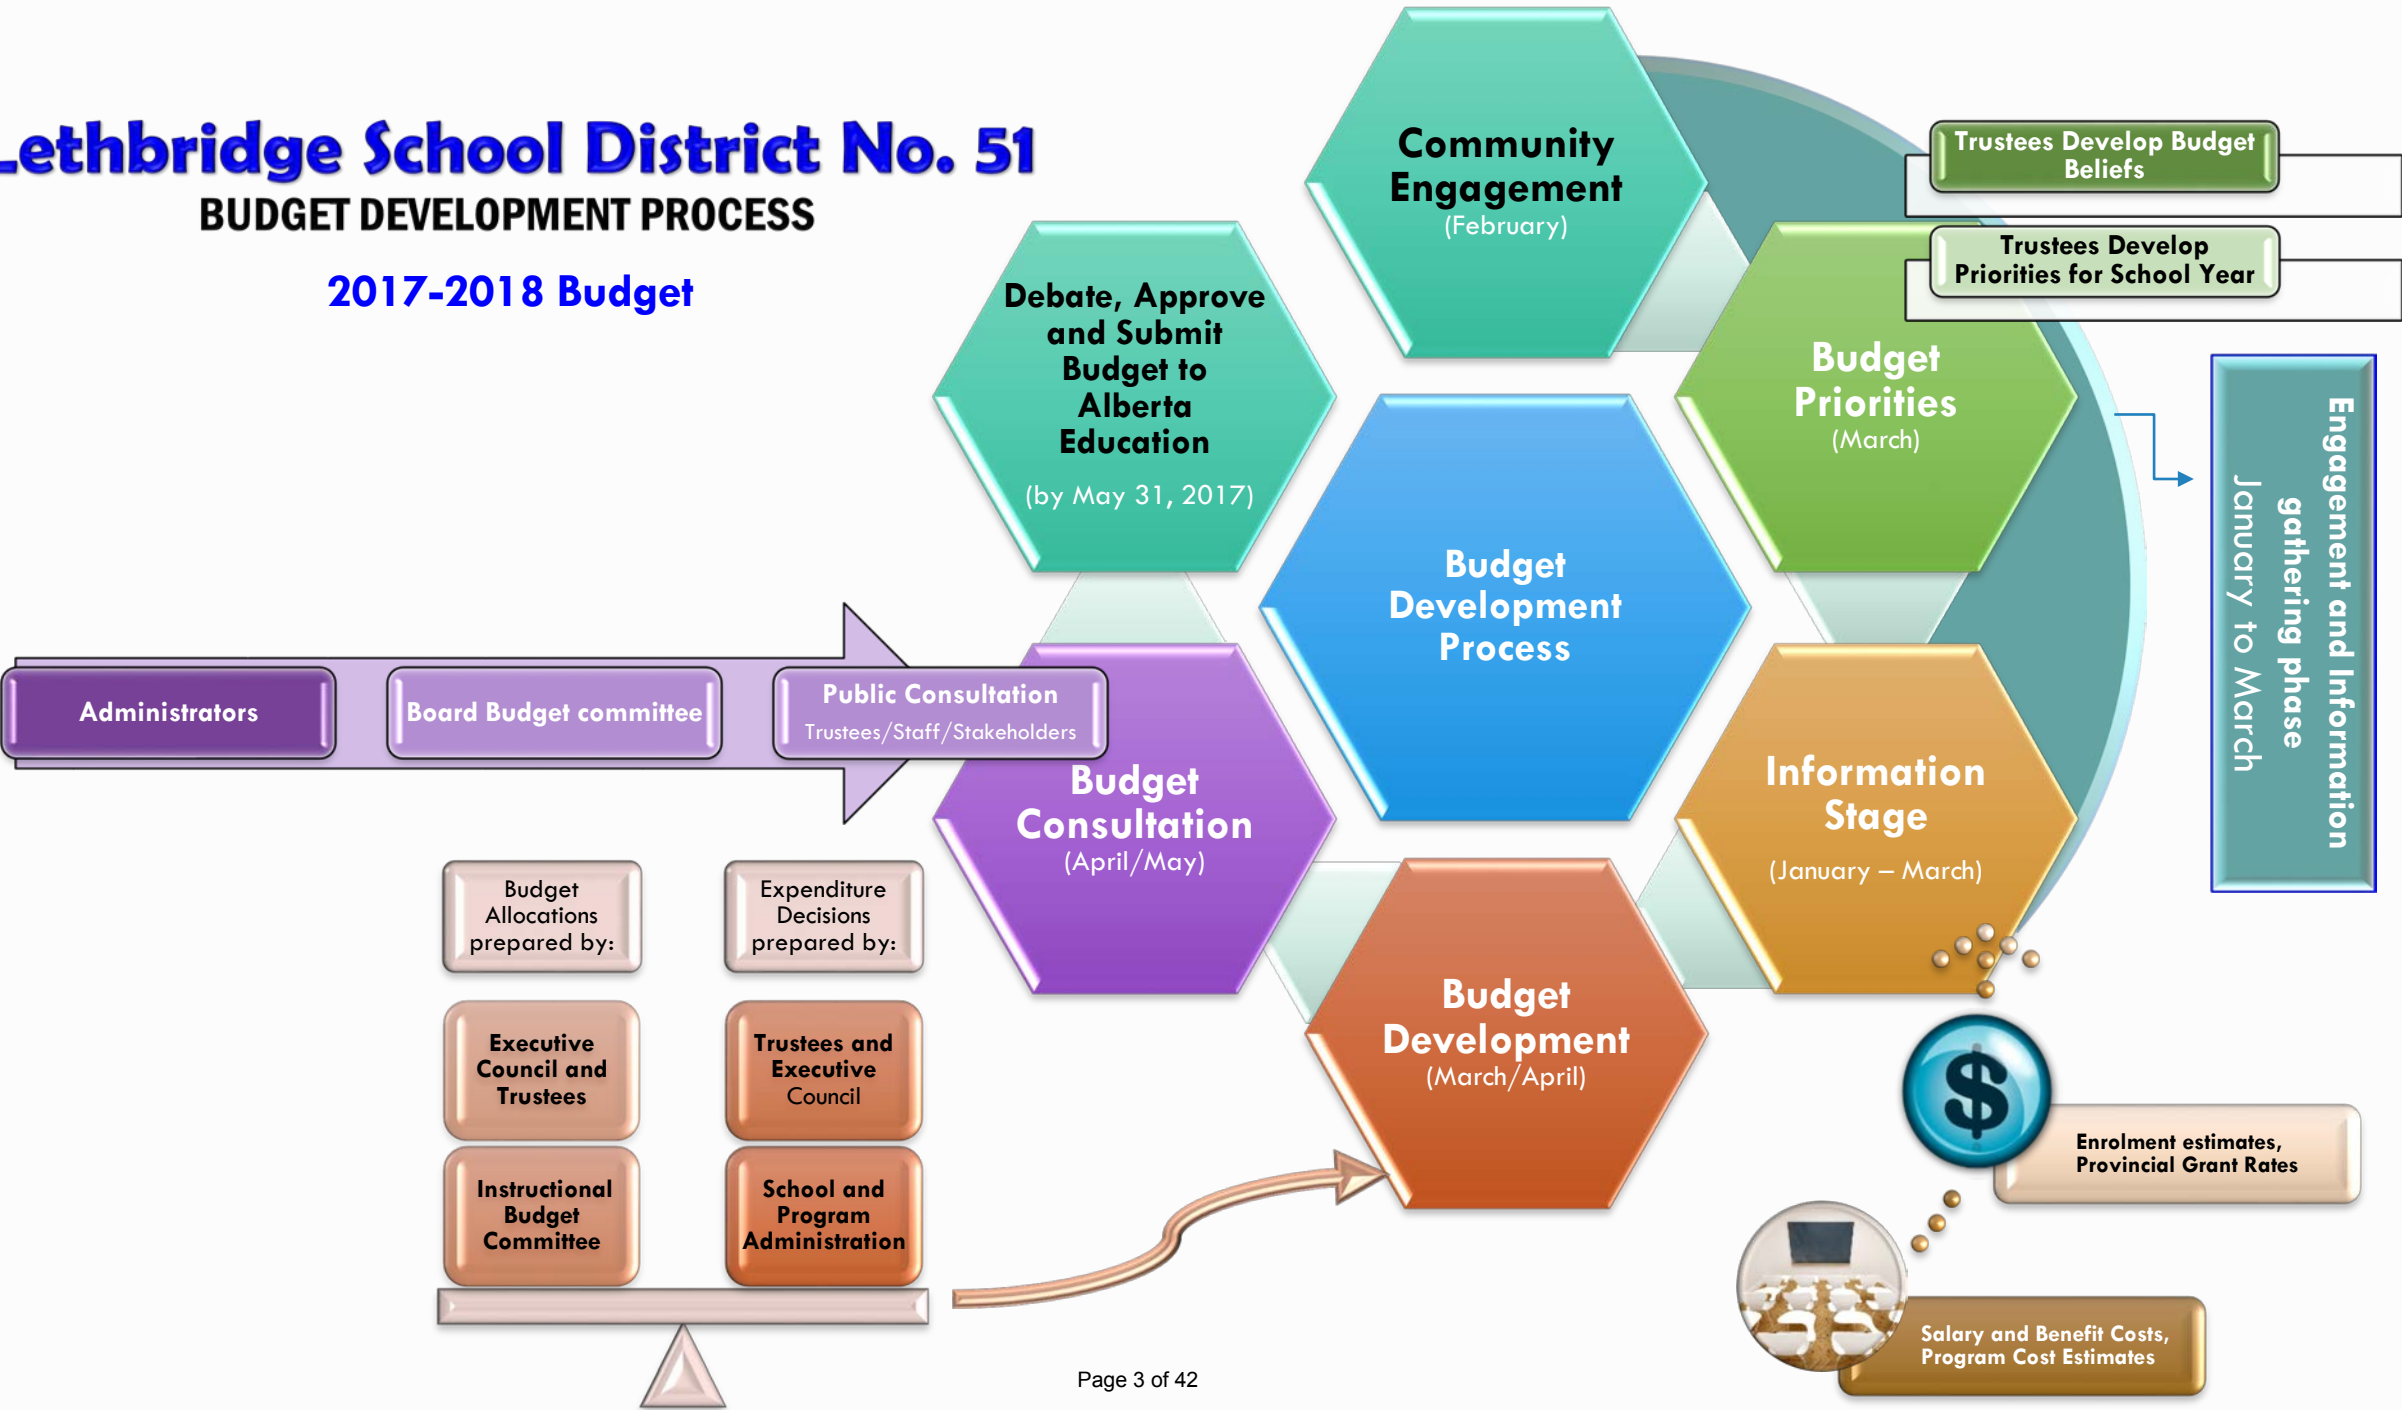 Lethbridge School District No. 51
BUDGET DEVELOPMENT PROCESS
2017-2018 Budget
Community
Engagement
(February)
Trustees Develop Budget
Beliefs
Trustees Develop
Priorities for School Year
Budget
Priorities
(March)
Engagement and Information
gathering phase
January to March
Debate, Approve
and Submit
Budget to
Alberta
Education
(by May 31, 2017)
Budget
Development
Process
Administrators
Board Budget committee
Public Consultation
Trustees/Staff/Stakeholders
Budget
Consultation
(April/May)
Information
Stage
(January – March)
Budget
Development
(March/April)
Budget
Allocations
prepared by:
Expenditure
Decisions
prepared by:
Executive
Council and
Trustees
Trustees and
Executive
Council
Instructional
Budget
Committee
School and
Program
Administration
$
Enrolment estimates,
Provincial Grant Rates
Salary and Benefit Costs,
Program Cost Estimates
Page 3 of 42